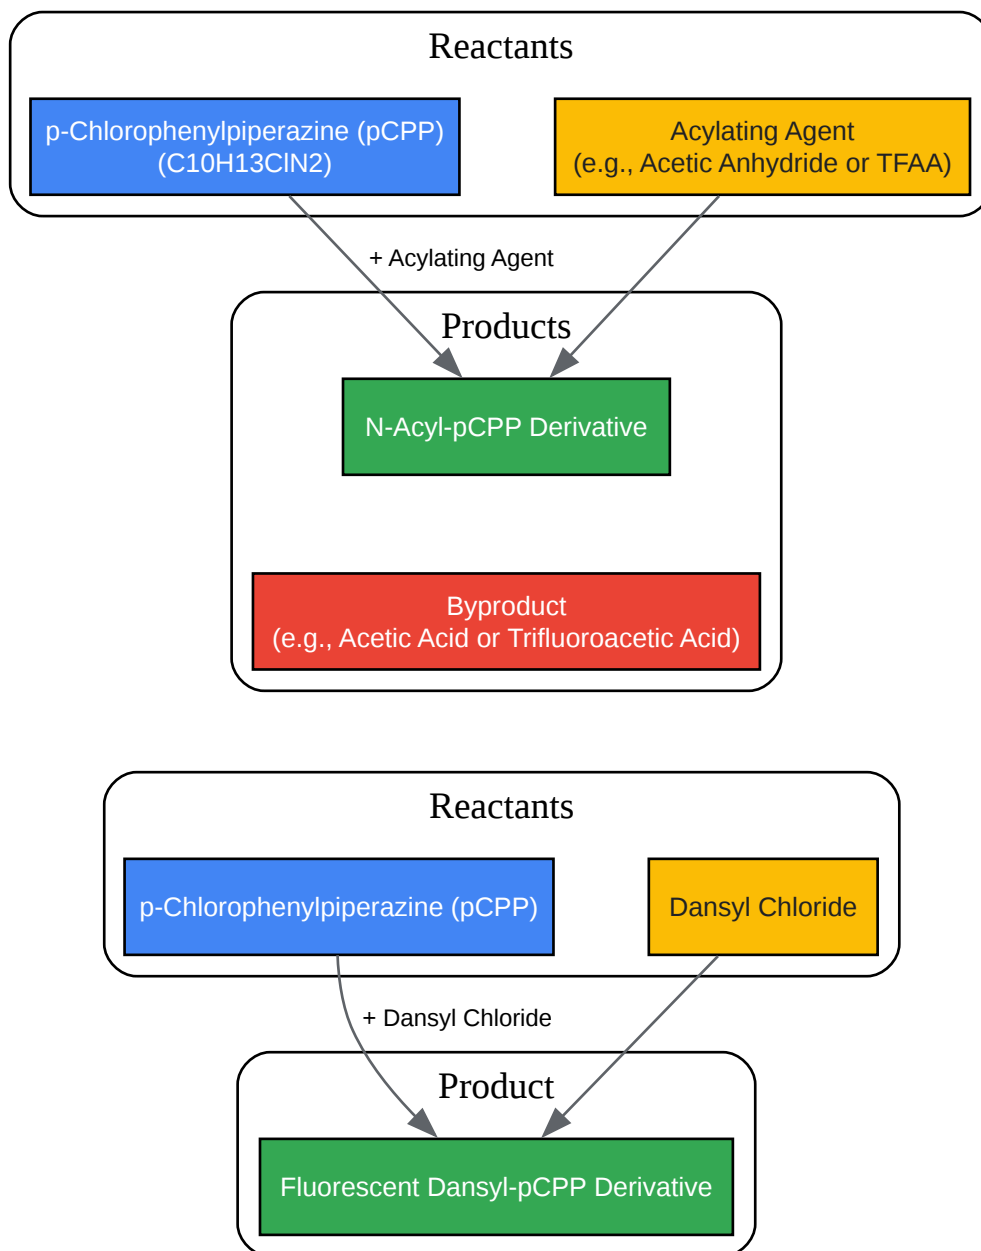 Reactants
p-Chlorophenylpiperazine (pCPP)
(C10H13ClN2)
Acylating Agent
(e.g., Acetic Anhydride or TFAA)
+ Acylating Agent
Products
N-Acyl-pCPP Derivative
Byproduct
(e.g., Acetic Acid or Trifluoroacetic Acid)
Reactants
p-Chlorophenylpiperazine (pCPP)
Dansyl Chloride
+ Dansyl Chloride
Product
Fluorescent Dansyl-pCPP Derivative